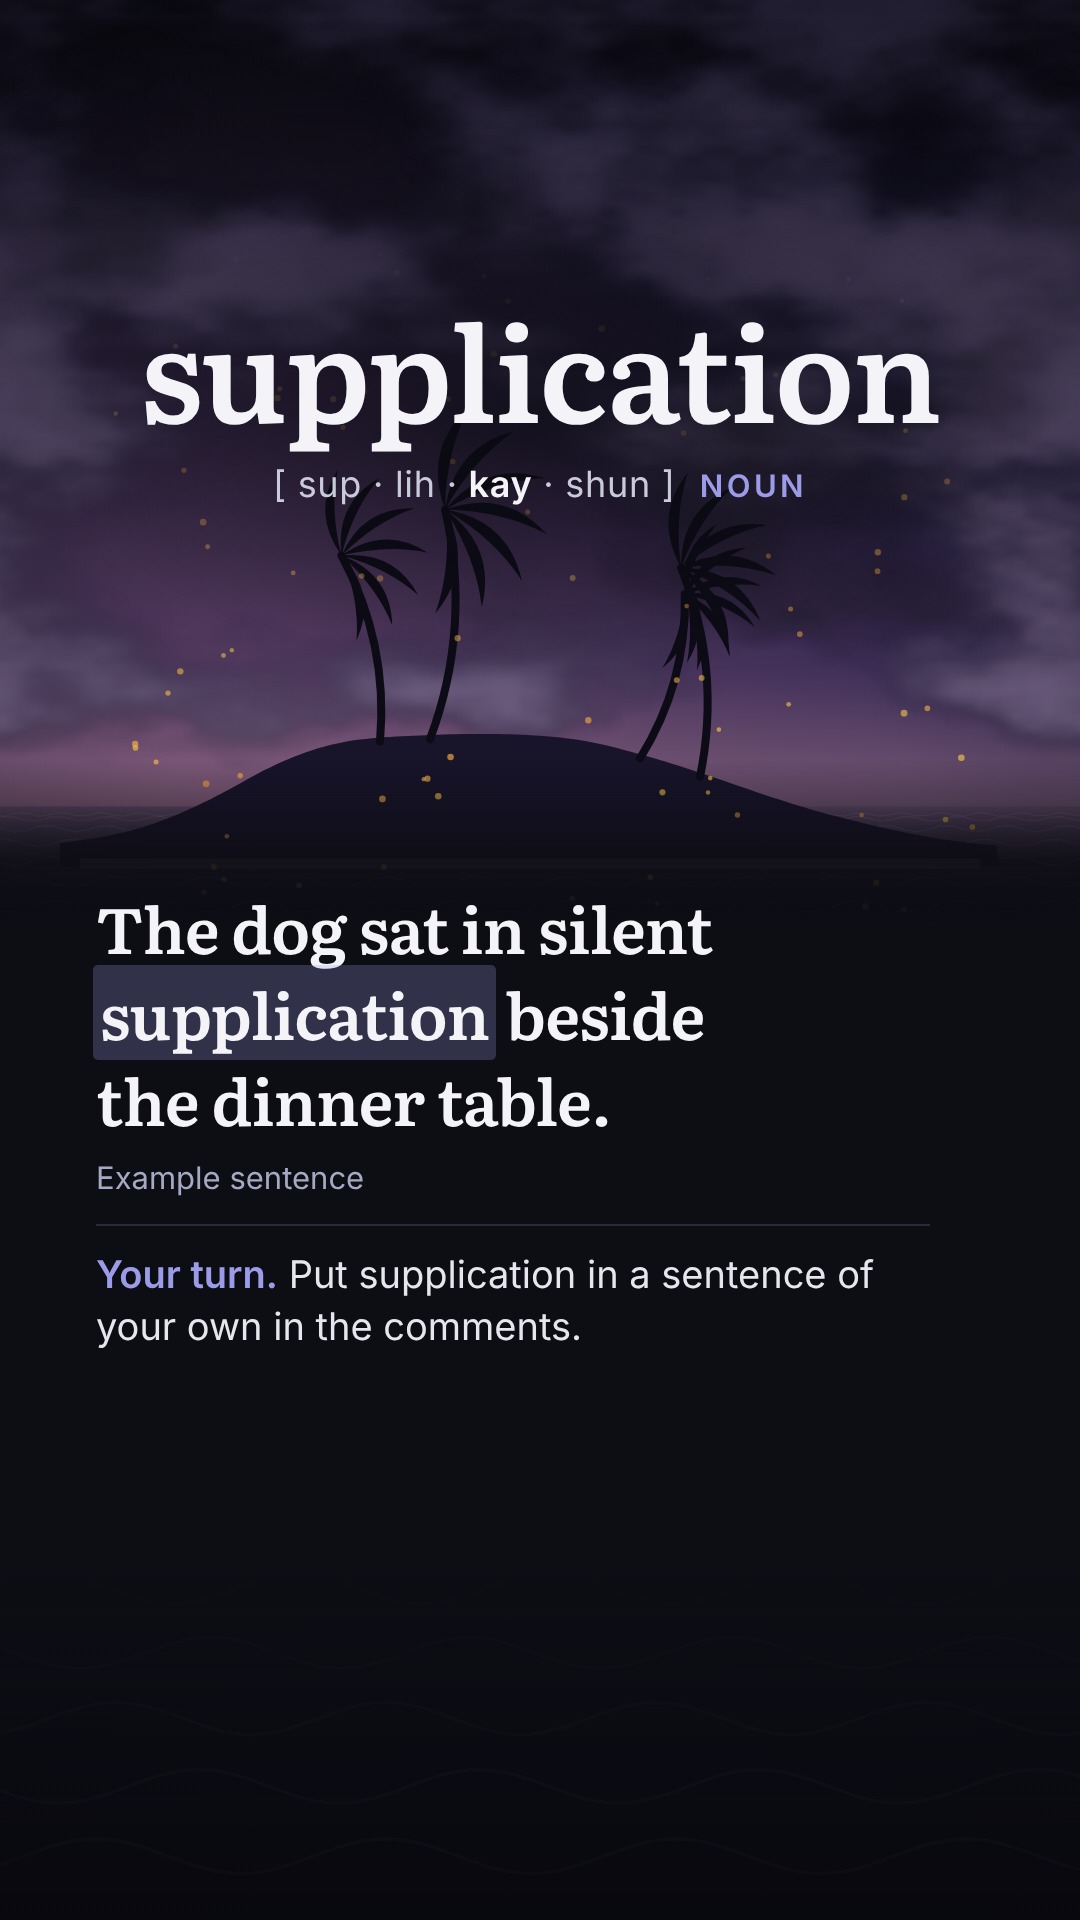 supplication
[ sup · lih · kay · shun ] NOUN
The dog sat in silent
supplication beside
the dinner table.
Example sentence
Your turn. Put supplication in a sentence of
your own in the comments.